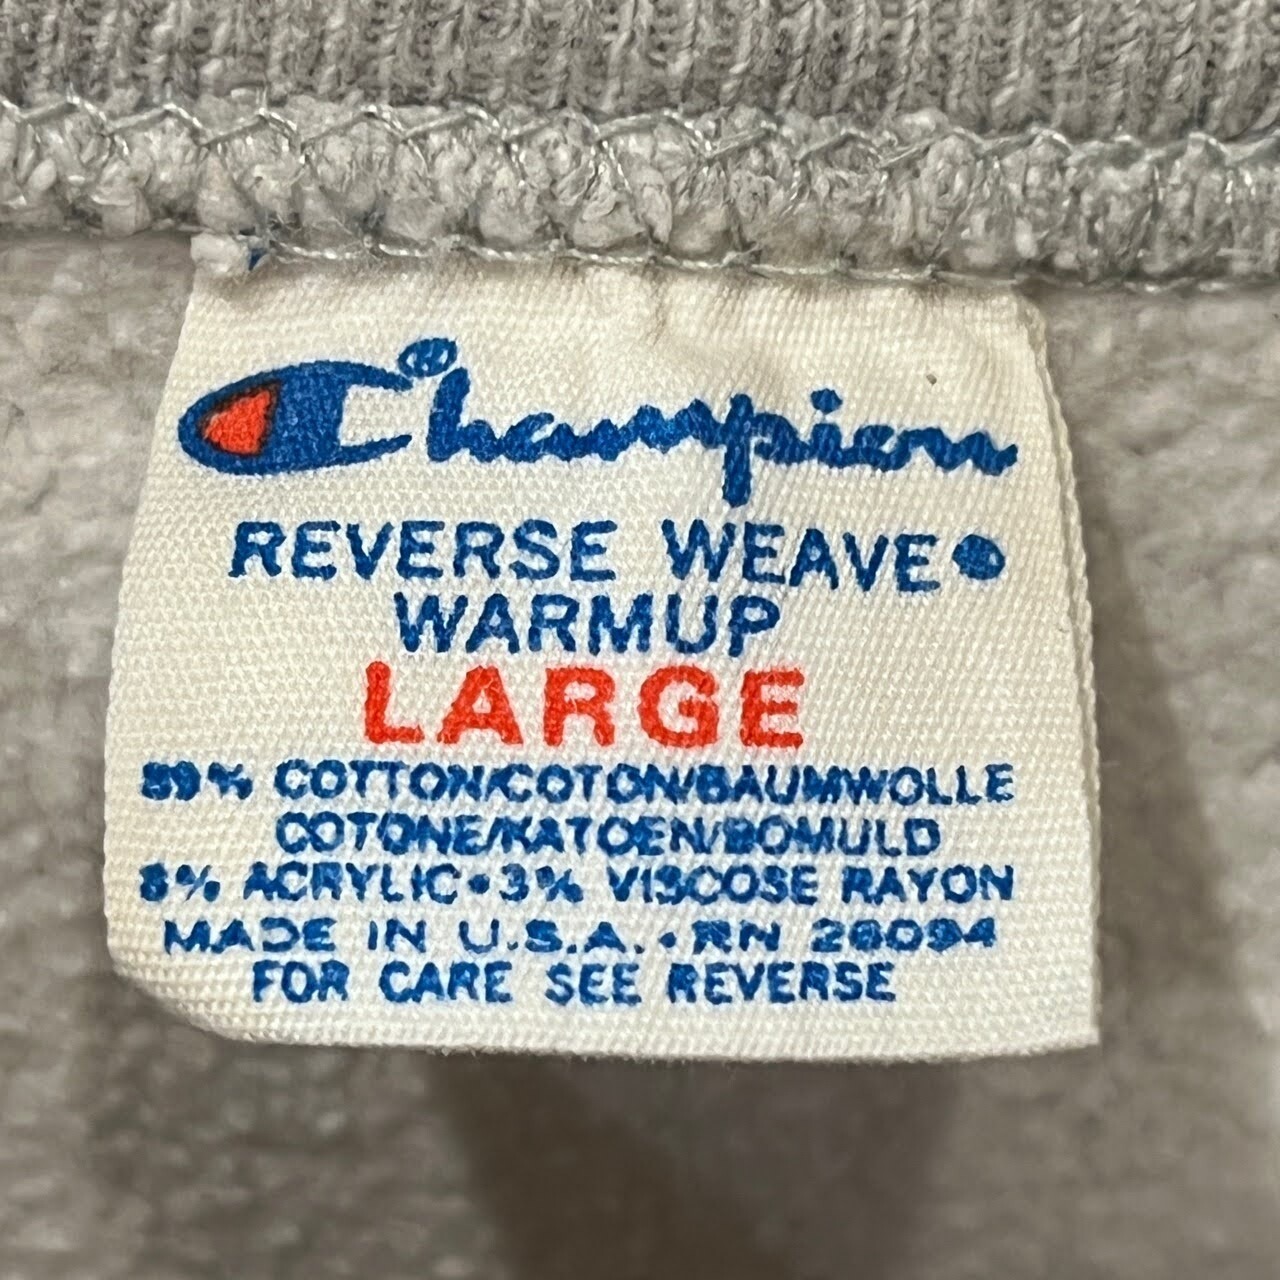 Champion®
REVERSE WEAVE®
WARMUP
LARGE
89% COTTON/COTON/BAUMWOLLE
COTONE/KATOEN/BOMULD
8% ACRYLIC • 3% VISCOSE RAYON
MADE IN U.S.A. • RN 26094
FOR CARE SEE REVERSE